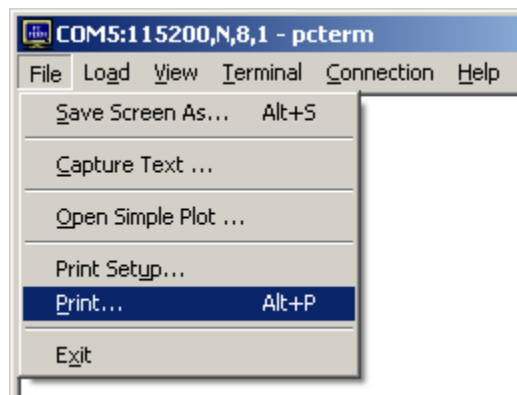 COM5:115200,N,8,1 - pcterm
File Load View Terminal Connection Help
Save Screen As... Alt+S
Capture Text ...
Open Simple Plot ...
Print Setup...
Print... Alt+P
Exit